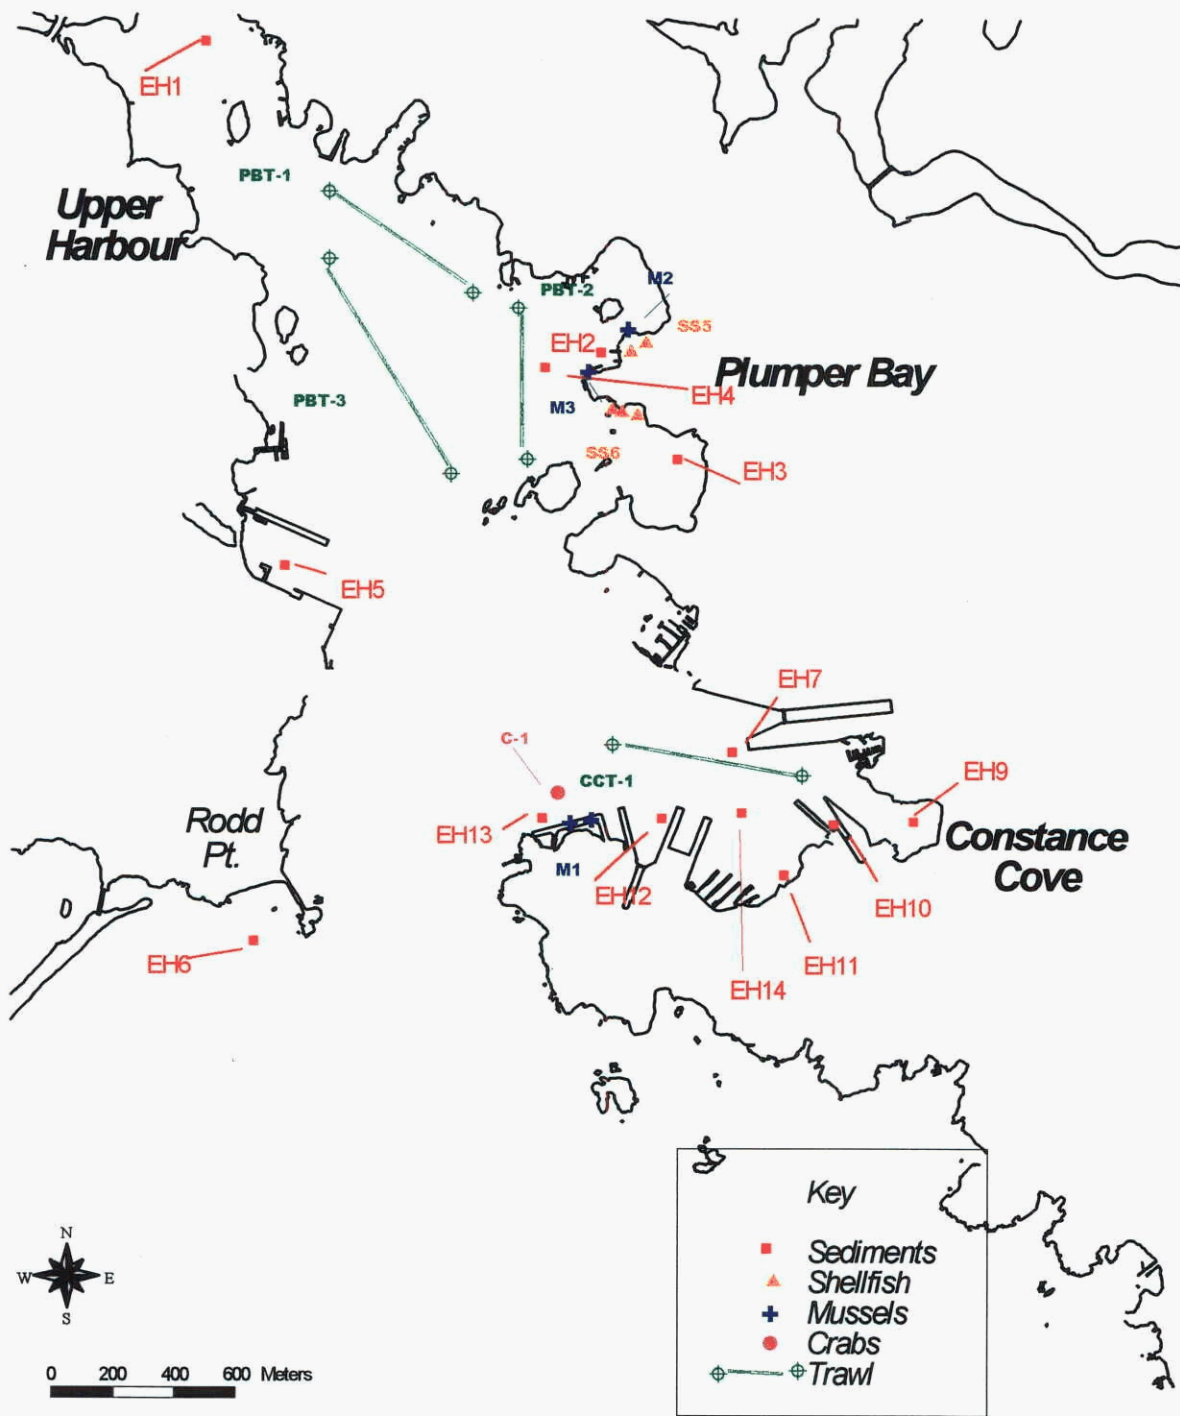 EH1
PBT-1
Upper
Harbour
M2
PBT-2
SS5
EH2
Plumper Bay
EH4
PBT-3
M3
SS6
EH3
EH5
EH7
C-1
CCT-1
EH9
Rodd
Pt.
EH13
Constance
Cove
M1
EH12
EH10
EH6
EH11
EH14
Key
N
Sediments
W
E
Shellfish
S
Mussels
Crabs
0 200 400 600 Meters
Trawl